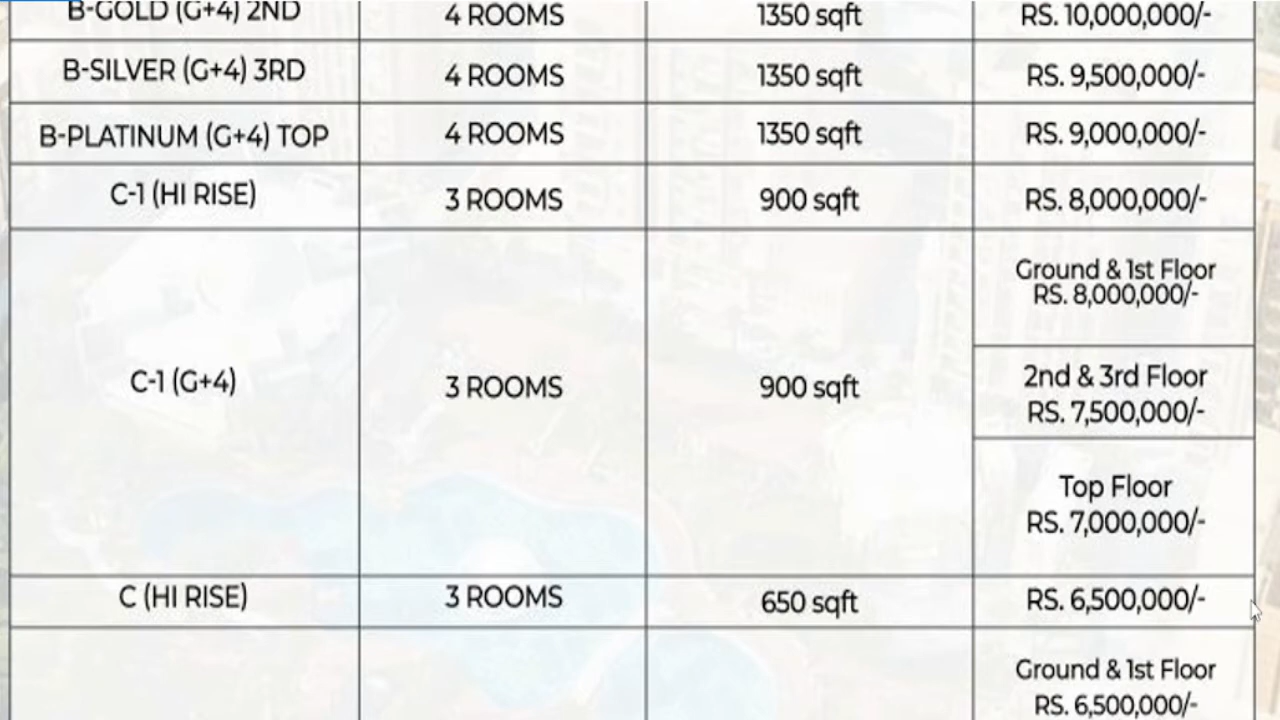 B-GOLD (G+4) 2ND 4 ROOMS 1350 sqft RS. 10,000,000/-
B-SILVER (G+4) 3RD 4 ROOMS 1350 sqft RS. 9,500,000/-
B-PLATINUM (G+4) TOP 4 ROOMS 1350 sqft RS. 9,000,000/-
C-1 (HI RISE) 3 ROOMS 900 sqft RS. 8,000,000/-
Ground & 1st Floor
RS. 8,000,000/-
C-1 (G+4) 3 ROOMS 900 sqft
2nd & 3rd Floor
RS. 7,500,000/-
Top Floor
RS. 7,000,000/-
C (HI RISE) 3 ROOMS 650 sqft RS. 6,500,000/-
Ground & 1st Floor
RS. 6,500,000/-